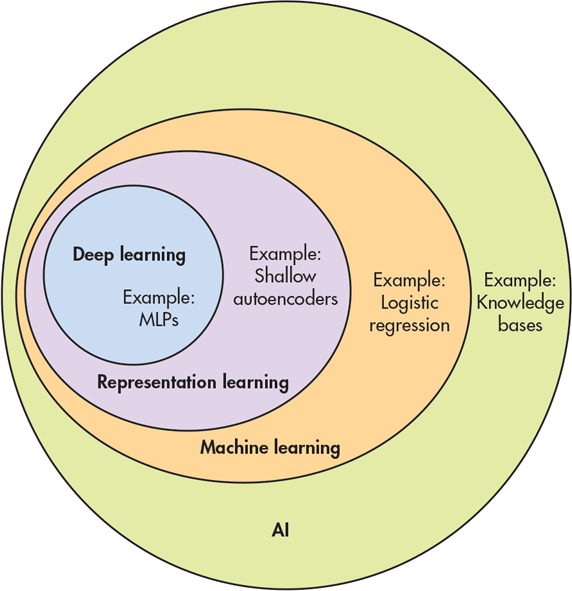 Deep learning
Example:
MLPs
Example:
Shallow
autoencoders
Representation learning
Example:
Logistic
regression
Machine learning
Example:
Knowledge
bases
AI